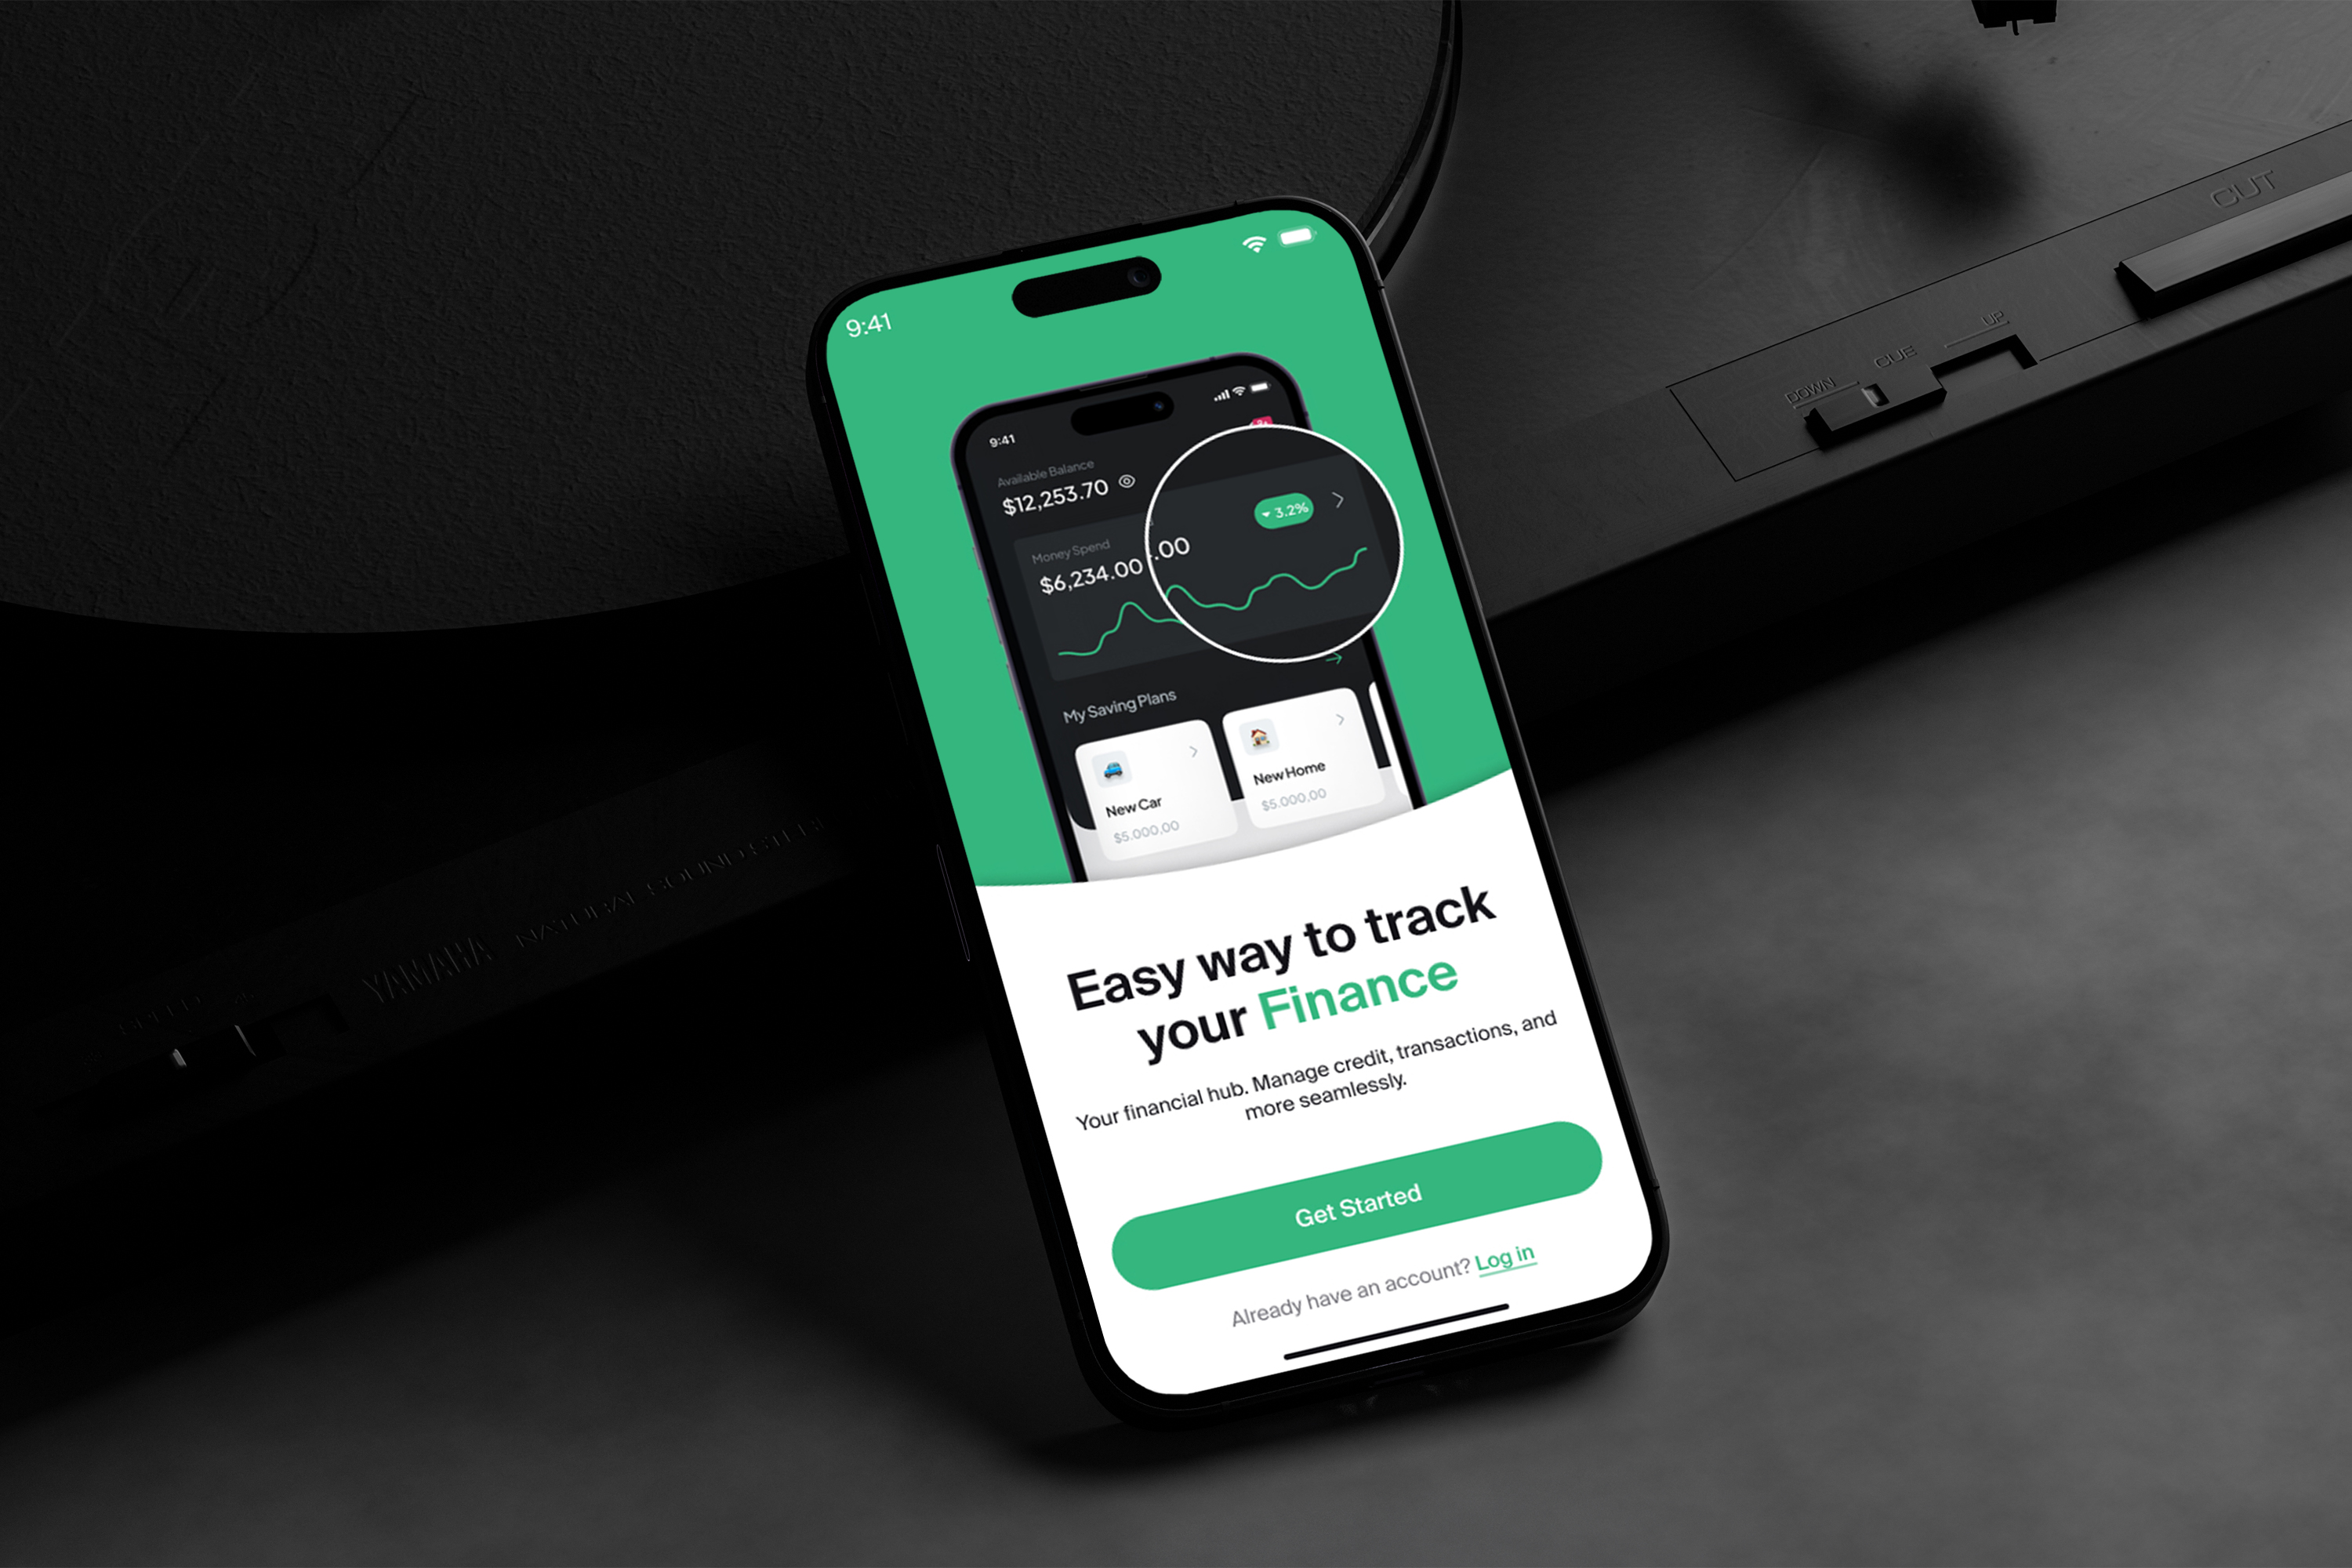 9:41
9:41
Available Balance
$12,253.70
Money Spend
$6,234.00
.00
3.2%
My Saving Plans
New Car
$5.000,00
New Home
$5.000,00
Easy way to track
your Finance
Your financial hub. Manage credit, transactions, and
more seamlessly.
Get Started
Already have an account? Log in
CUT
UP
CUE
DOWN
YAMAHA NATURAL SOUND
SPEED